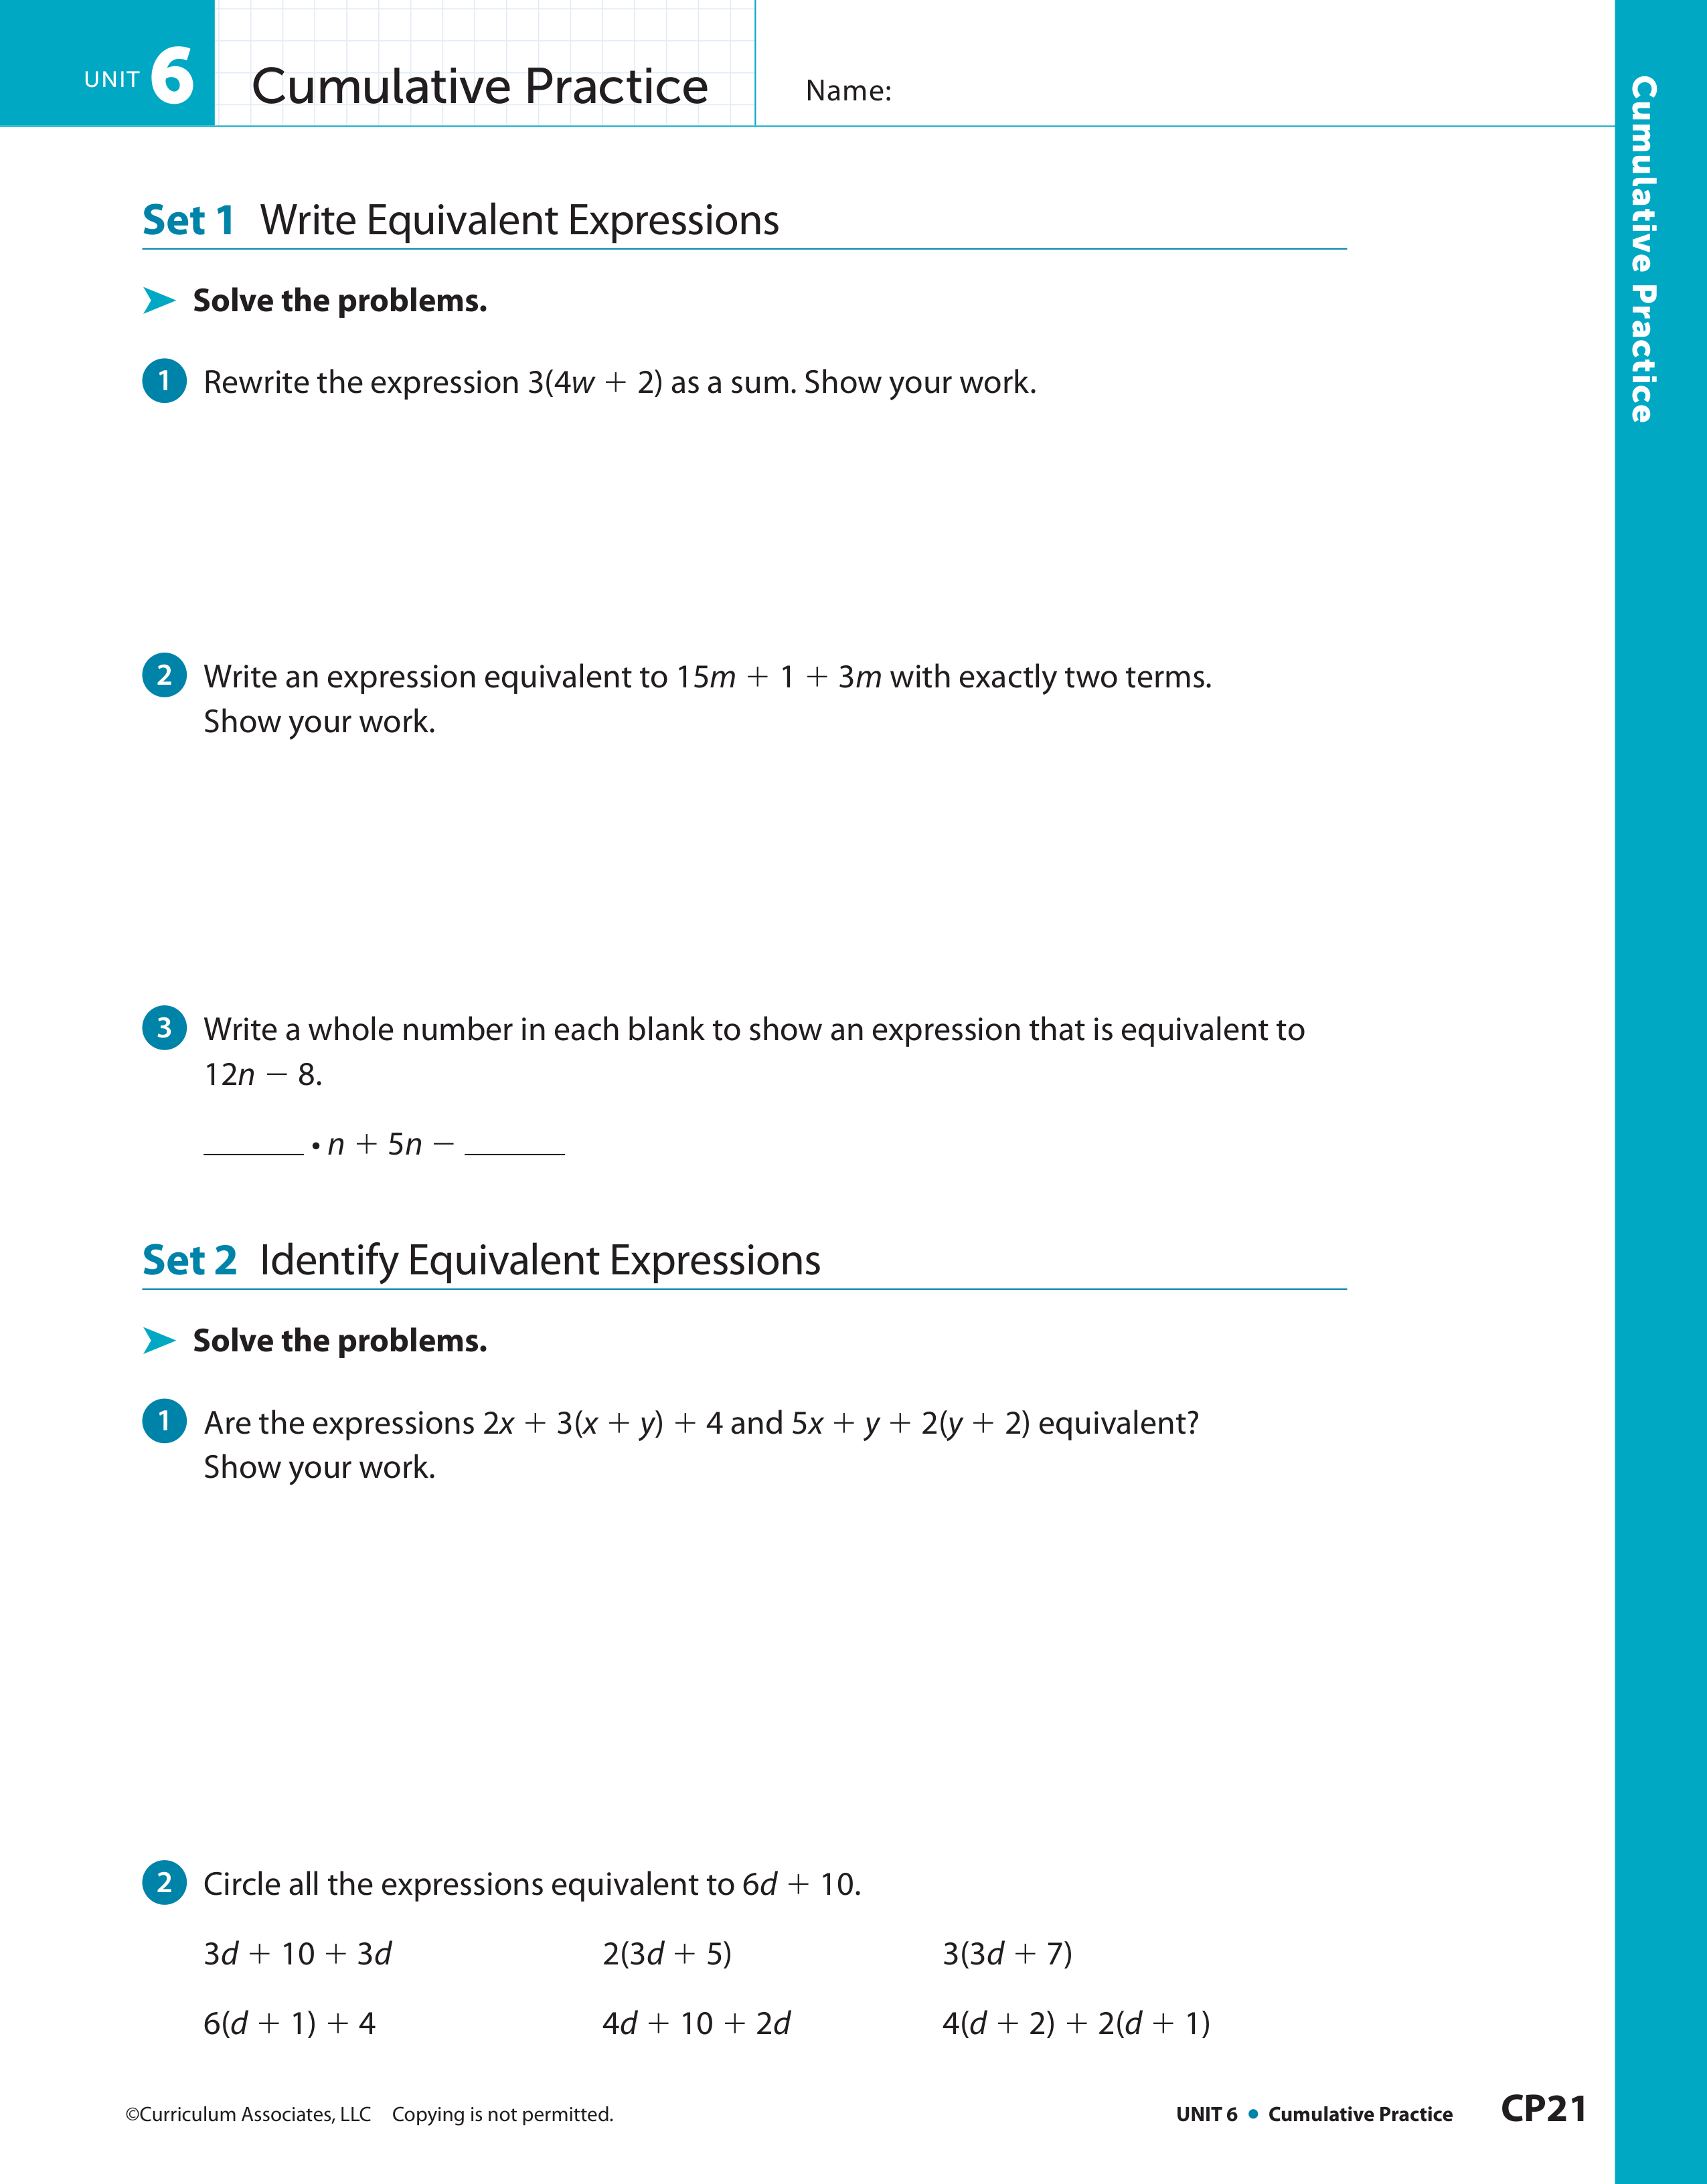 UNIT 6 Cumulative Practice Name:
Cumulative Practice
Set 1 Write Equivalent Expressions
➤ Solve the problems.
1 Rewrite the expression 3(4w + 2) as a sum. Show your work.
2 Write an expression equivalent to 15m + 1 + 3m with exactly two terms.
Show your work.
3 Write a whole number in each blank to show an expression that is equivalent to
12n − 8.
______ • n + 5n − ______
Set 2 Identify Equivalent Expressions
➤ Solve the problems.
1 Are the expressions 2x + 3(x + y) + 4 and 5x + y + 2(y + 2) equivalent?
Show your work.
2 Circle all the expressions equivalent to 6d + 10.
3d + 10 + 3d 2(3d + 5) 3(3d + 7)
6(d + 1) + 4 4d + 10 + 2d 4(d + 2) + 2(d + 1)
©Curriculum Associates, LLC Copying is not permitted. UNIT 6 • Cumulative Practice CP21